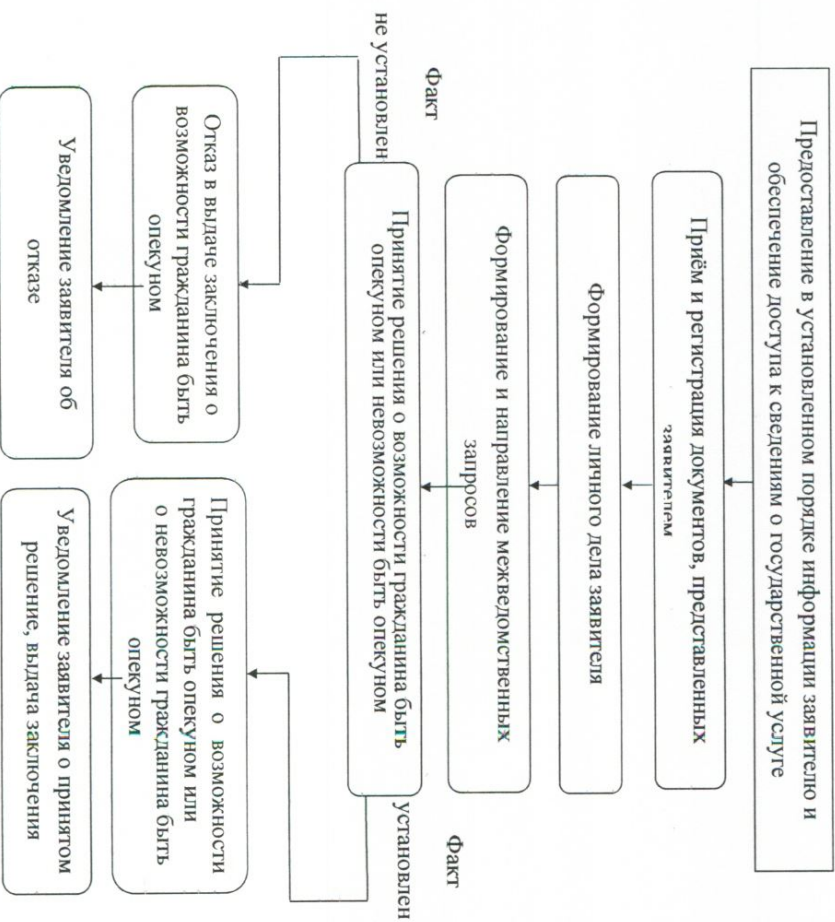 Предоставление в установленном порядке информации заявителю и
обеспечение доступа к сведениям о государственной услуге
Приём и регистрация документов, представленных
заявителем
Формирование личного дела заявителя
Формирование и направление межведомственных
запросов
Принятие решения о возможности гражданина быть
опекуном или невозможности быть опекуном
Факт
не установлен
Факт
установлен
Отказ в выдаче заключения о
возможности гражданина быть
опекуном
Уведомление заявителя об
отказе
Принятие решения о возможности
гражданина быть опекуном или
о невозможности гражданина быть
опекуном
Уведомление заявителя о принятом
решение, выдача заключения